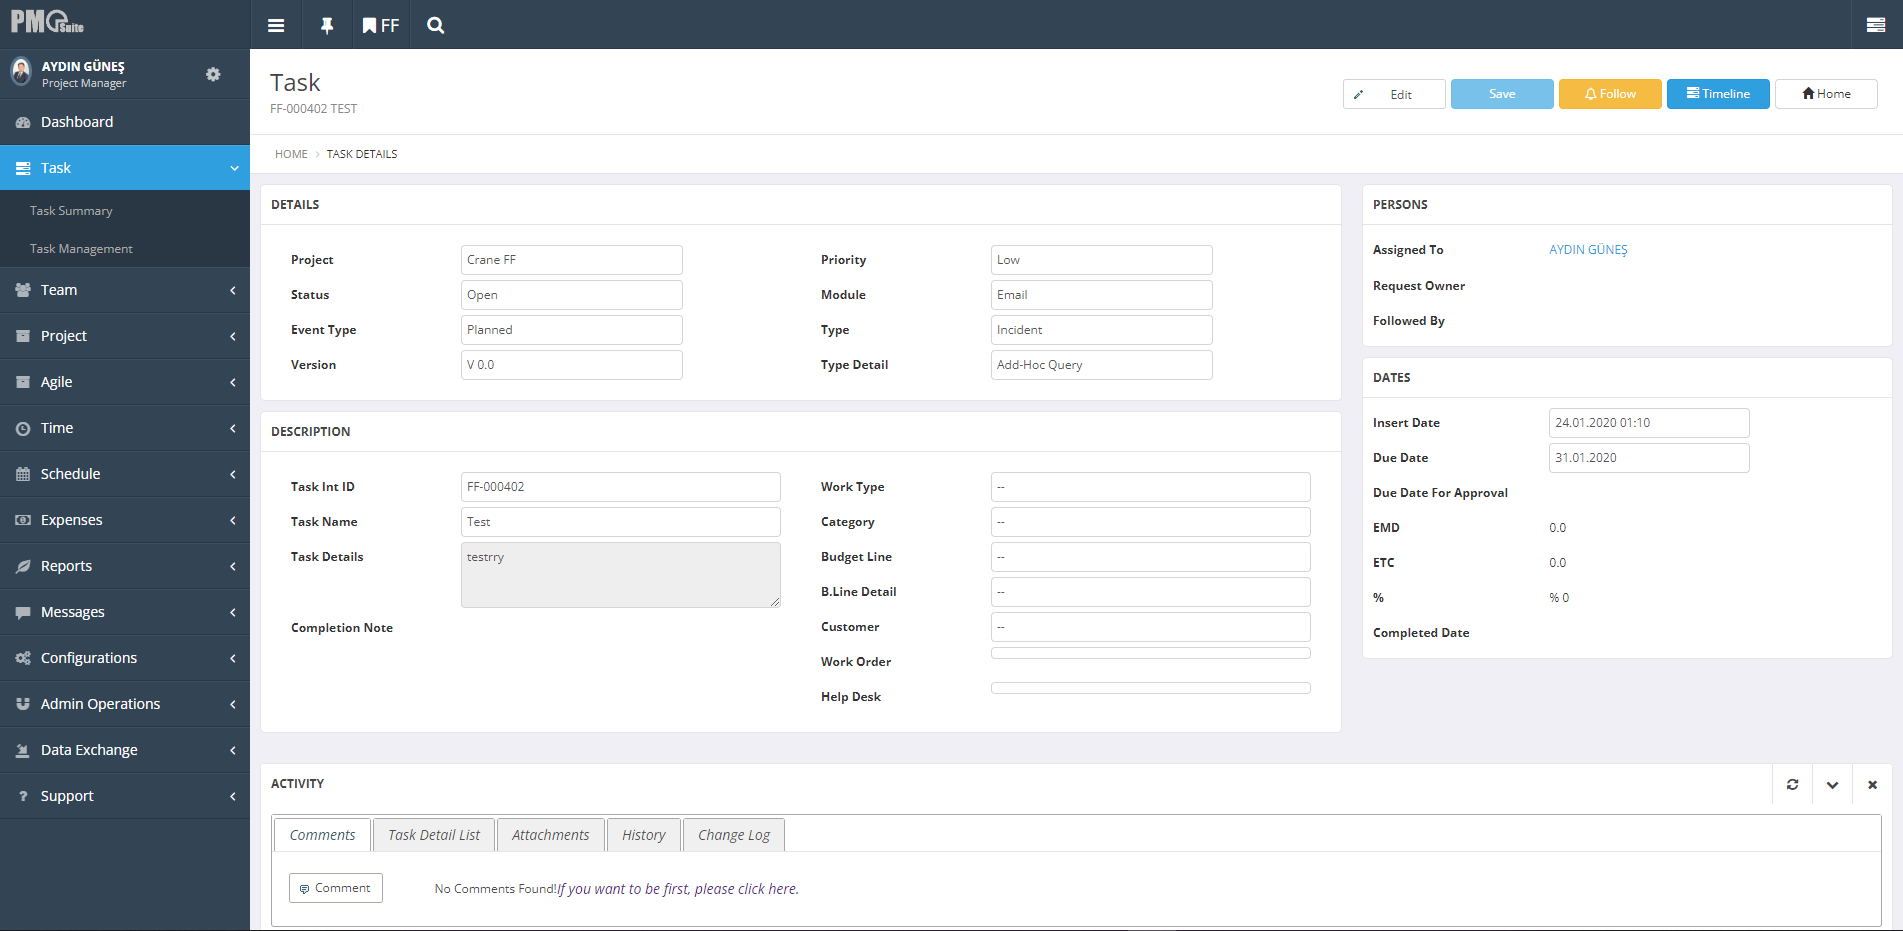 PMO Suite
FF
AYDIN GÜNEŞ
Project Manager
Dashboard
Task
Task Summary
Task Management
Team
Project
Agile
Time
Schedule
Expenses
Reports
Messages
Configurations
Admin Operations
Data Exchange
? Support
Task
FF-000402 TEST
Edit
Save
Follow
Timeline
Home
HOME > TASK DETAILS
DETAILS
Project Crane FF
Status Open
Event Type Planned
Version V 0.0
Priority Low
Module Email
Type Incident
Type Detail Add-Hoc Query
DESCRIPTION
Task Int ID FF-000402
Task Name Test
Task Details testrry
Completion Note
Work Type --
Category --
Budget Line --
B.Line Detail --
Customer --
Work Order
Help Desk
PERSONS
Assigned To AYDIN GÜNEŞ
Request Owner
Followed By
DATES
Insert Date 24.01.2020 01:10
Due Date 31.01.2020
Due Date For Approval
EMD 0.0
ETC 0.0
% % 0
Completed Date
ACTIVITY
Comments Task Detail List Attachments History Change Log
Comment No Comments Found!If you want to be first, please click here.